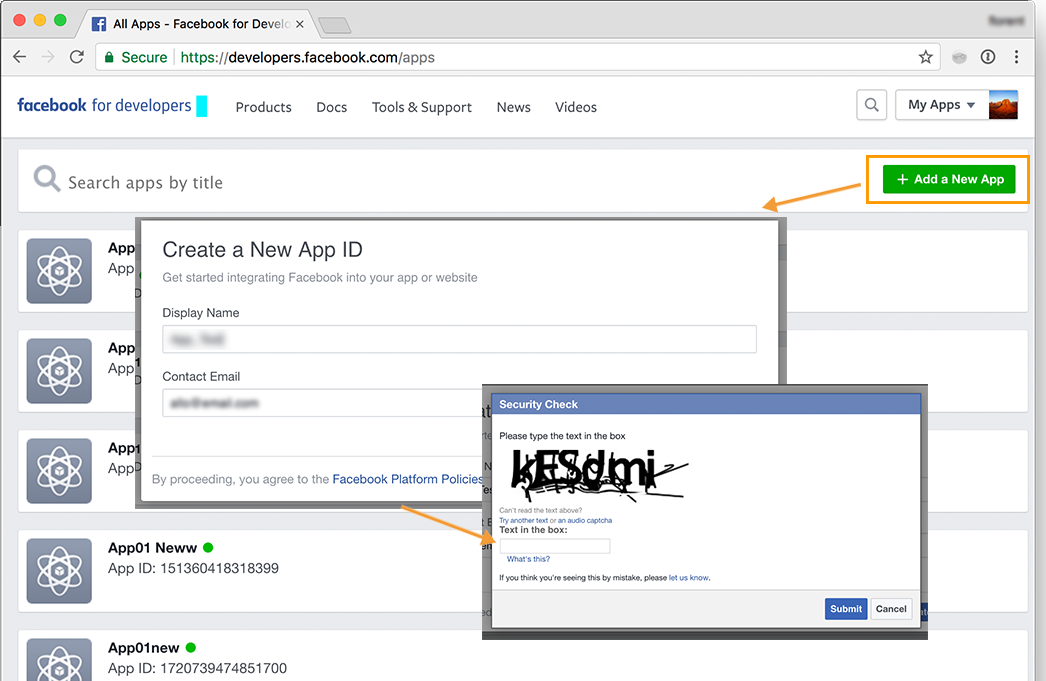 All Apps - Facebook for Develo
Secure
https://developers.facebook.com/apps
facebook for developers
Products
Docs
Tools & Support
News
Videos
My Apps
Search apps by title
+ Add a New App
App
App
Create a New App ID
Get started integrating Facebook into your app or website
Display Name
App
App1
Contact Email
Security Check
Please type the text in the box
kESdmi
App1
App
By proceeding, you agree to the Facebook Platform Policies
Can't read the text above?
Try another text or an audio captcha
Text in the box:
What's this?
If you think you're seeing this by mistake, please let us know.
Submit
Cancel
App01 Neww
App ID: 151360418318399
App01new
App ID: 1720739474851700